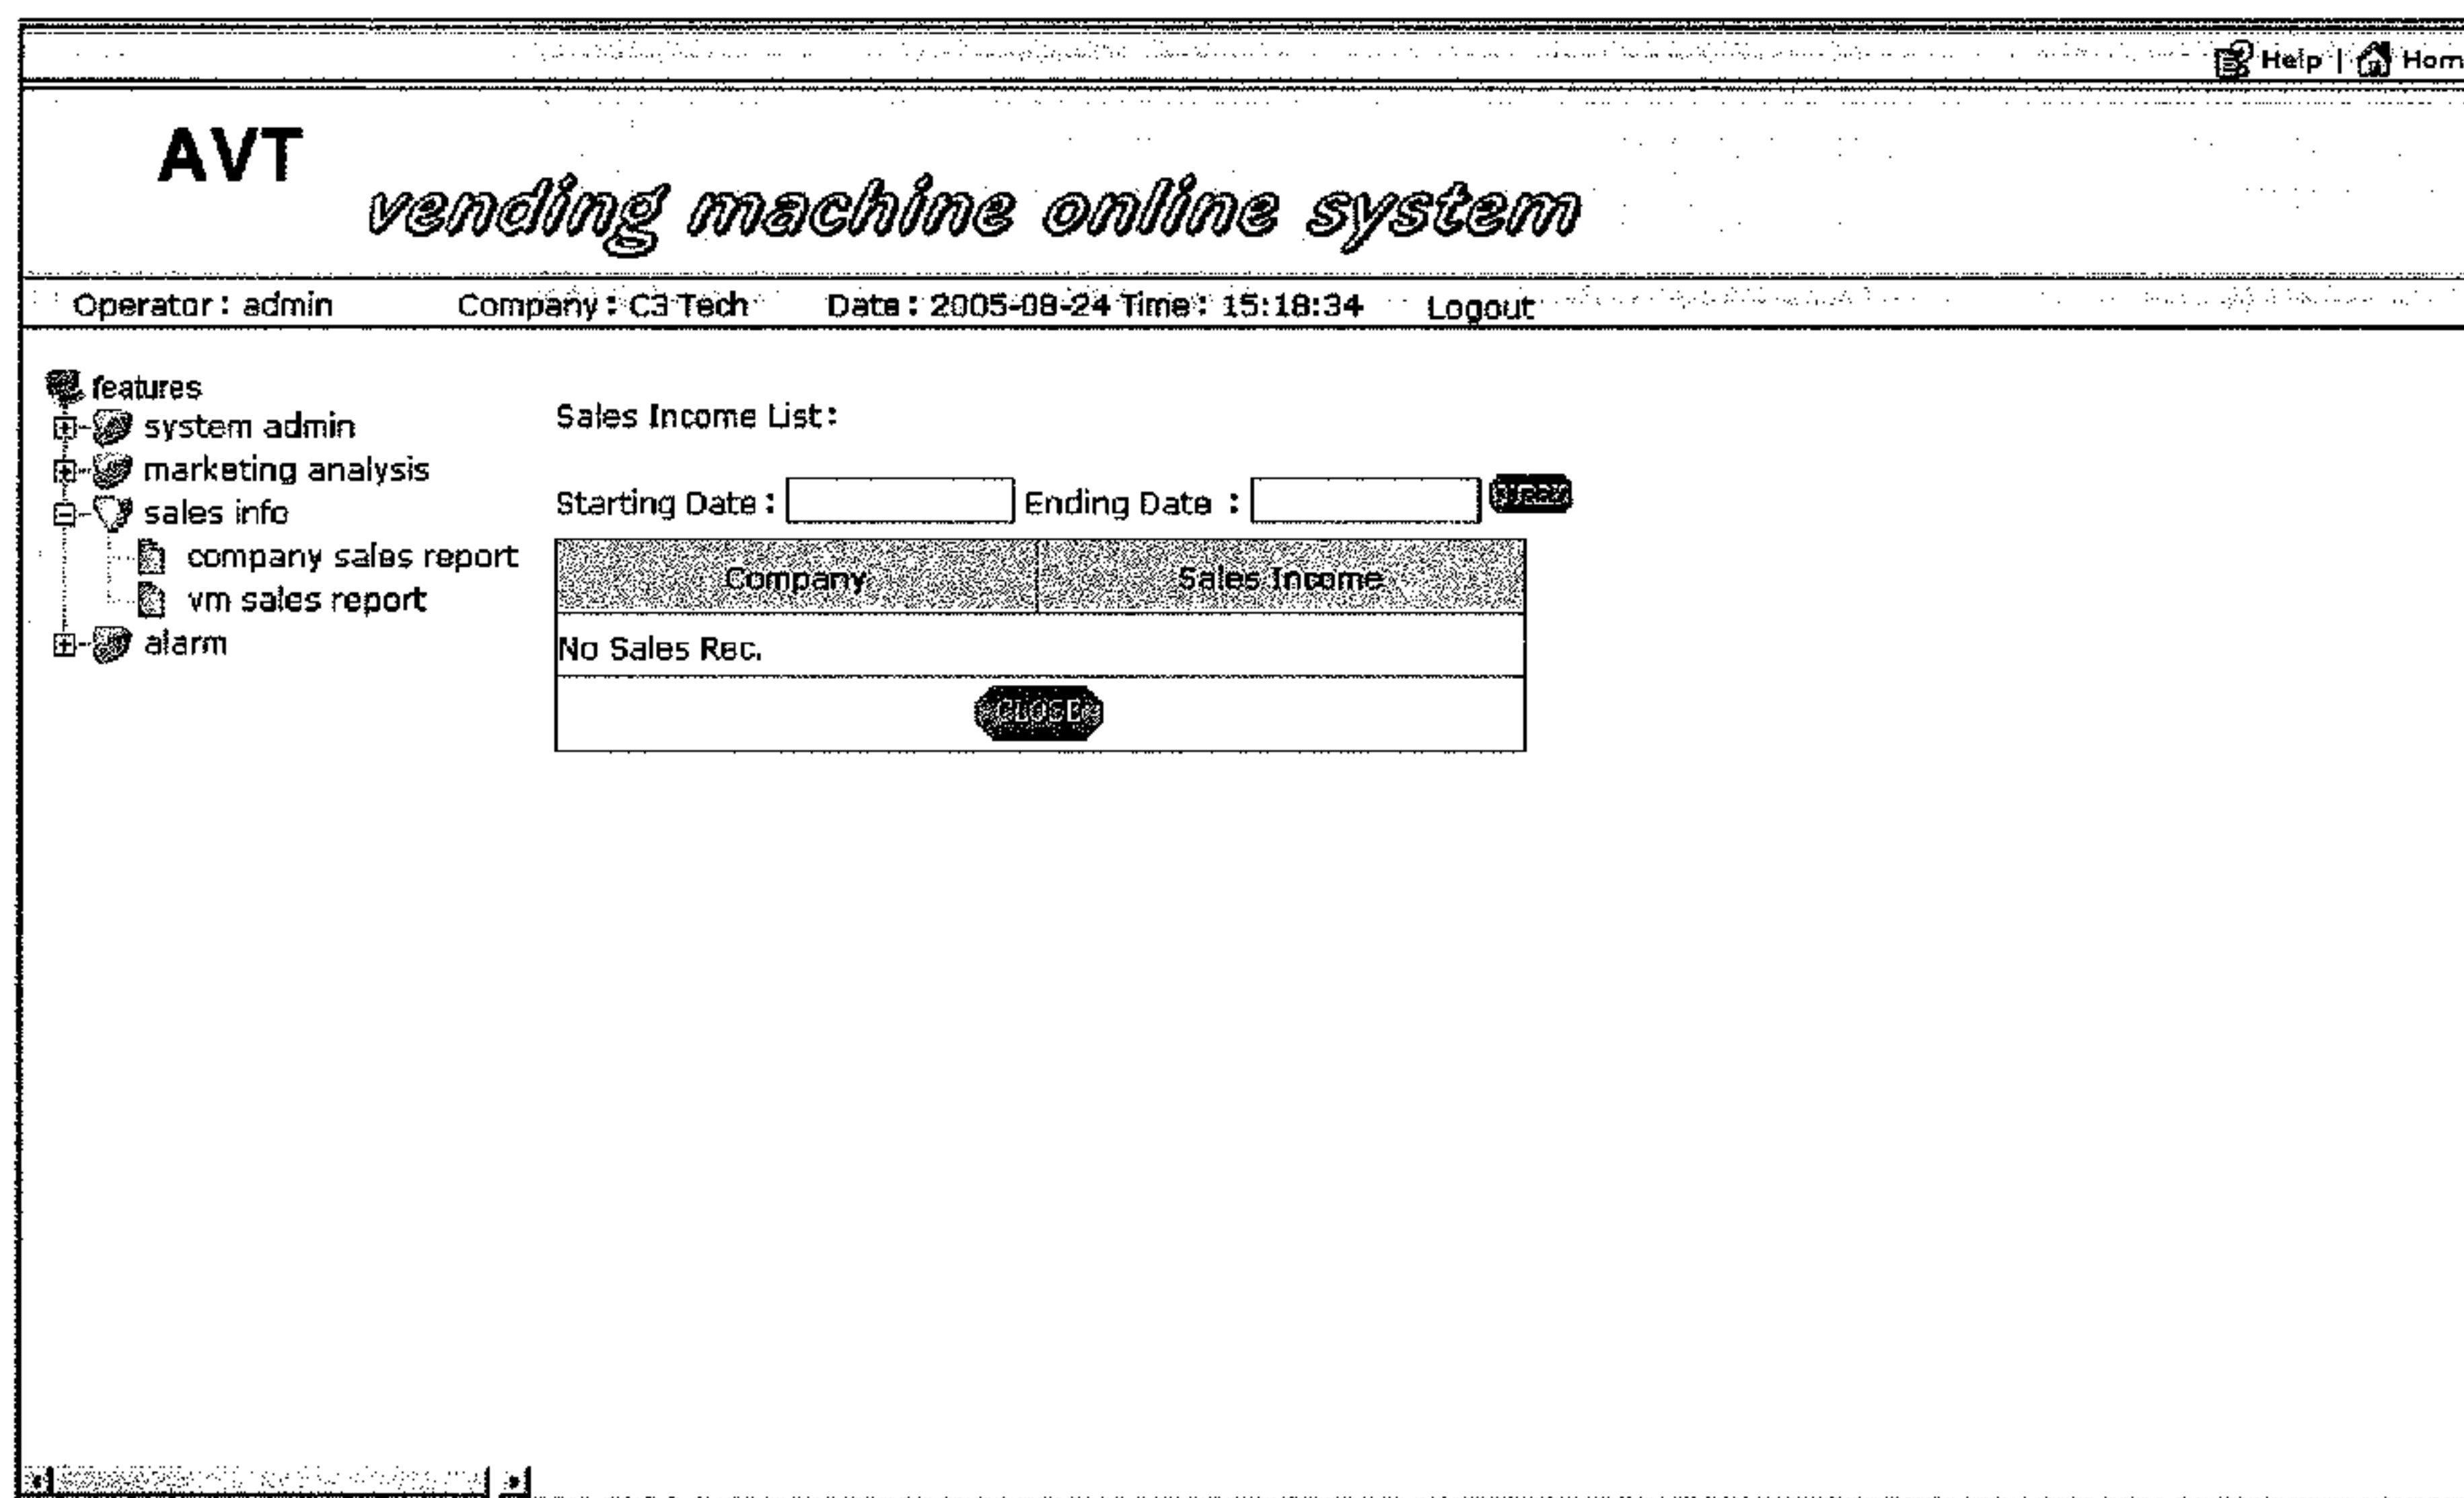 Help | Hom
AVT
vending machine online system
Operator: admin Company: C3 Tech Date: 2005-08-24 Time: 15:18:34 Logout
features
system admin
marketing analysis
sales info
company sales report
vm sales report
alarm
Sales Income List:
Starting Date: Ending Date :
Company Sales Income
No Sales Rec.
CLOSE